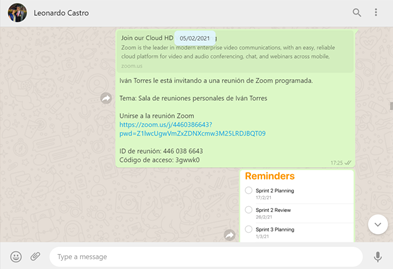 Leonardo Castro
Join our Cloud HD
05/02/2021
Zoom is the leader in modern enterprise video communications, with an easy, reliable
cloud platform for video and audio conferencing, chat, and webinars across mobile,
zoom.us
Iván Torres le está invitando a una reunión de Zoom programada.
Tema: Sala de reuniones personales de Iván Torres
Unirse a la reunión Zoom
https://zoom.us/j/4460386643?
pwd=Z1lwcUgwVmZxZDNXcmw3M25LRDJBQT09
ID de reunión: 446 038 6643
Código de acceso: 3gwwk0
17:25
Reminders
Sprint 2 Planning
17/2/21
Sprint 2 Review
28/2/21
Sprint 3 Planning
1/3/21
Type a message